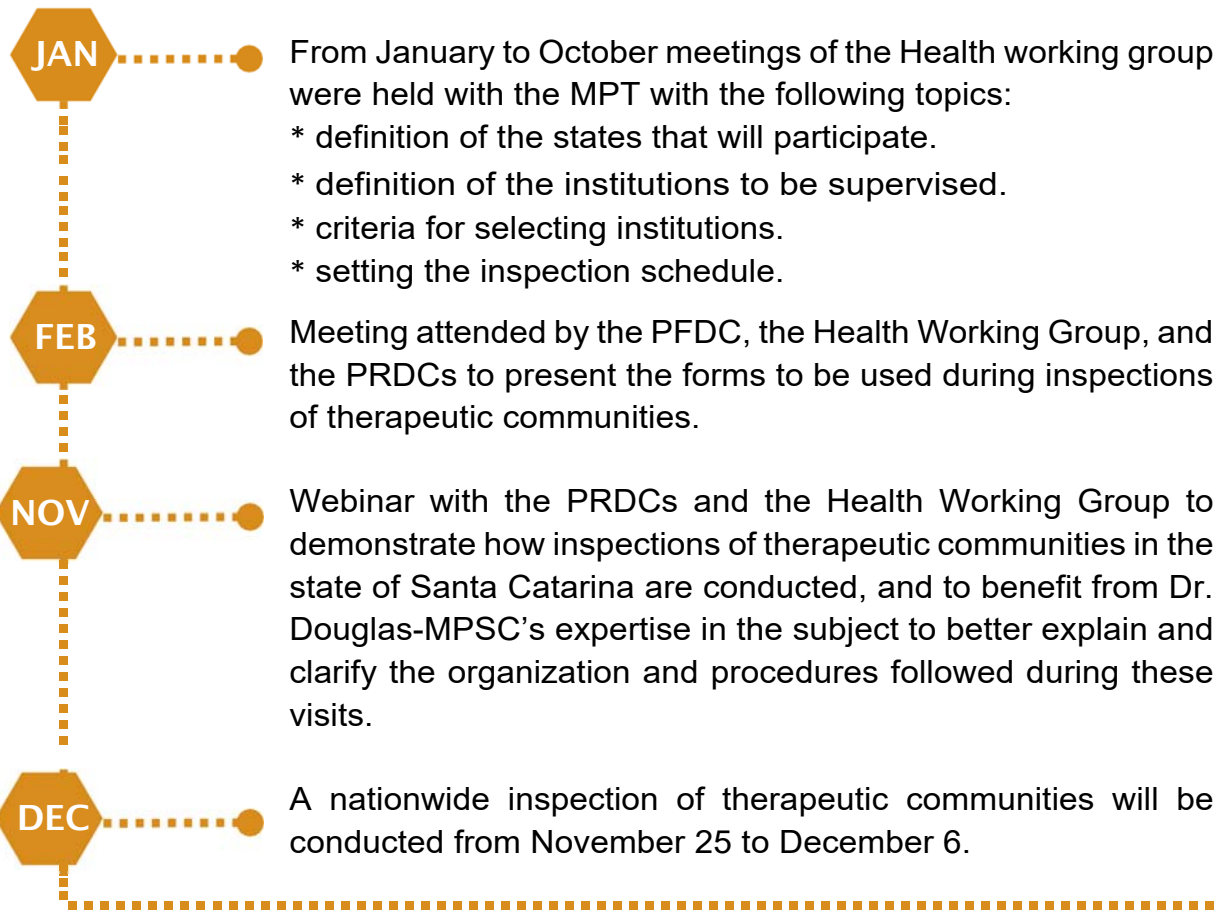 JAN
From January to October meetings of the Health working group
were held with the MPT with the following topics:
* definition of the states that will participate.
* definition of the institutions to be supervised.
* criteria for selecting institutions.
* setting the inspection schedule.
FEB
Meeting attended by the PFDC, the Health Working Group, and
the PRDCs to present the forms to be used during inspections
of therapeutic communities.
NOV
Webinar with the PRDCs and the Health Working Group to
demonstrate how inspections of therapeutic communities in the
state of Santa Catarina are conducted, and to benefit from Dr.
Douglas-MPSC’s expertise in the subject to better explain and
clarify the organization and procedures followed during these
visits.
DEC
A nationwide inspection of therapeutic communities will be
conducted from November 25 to December 6.